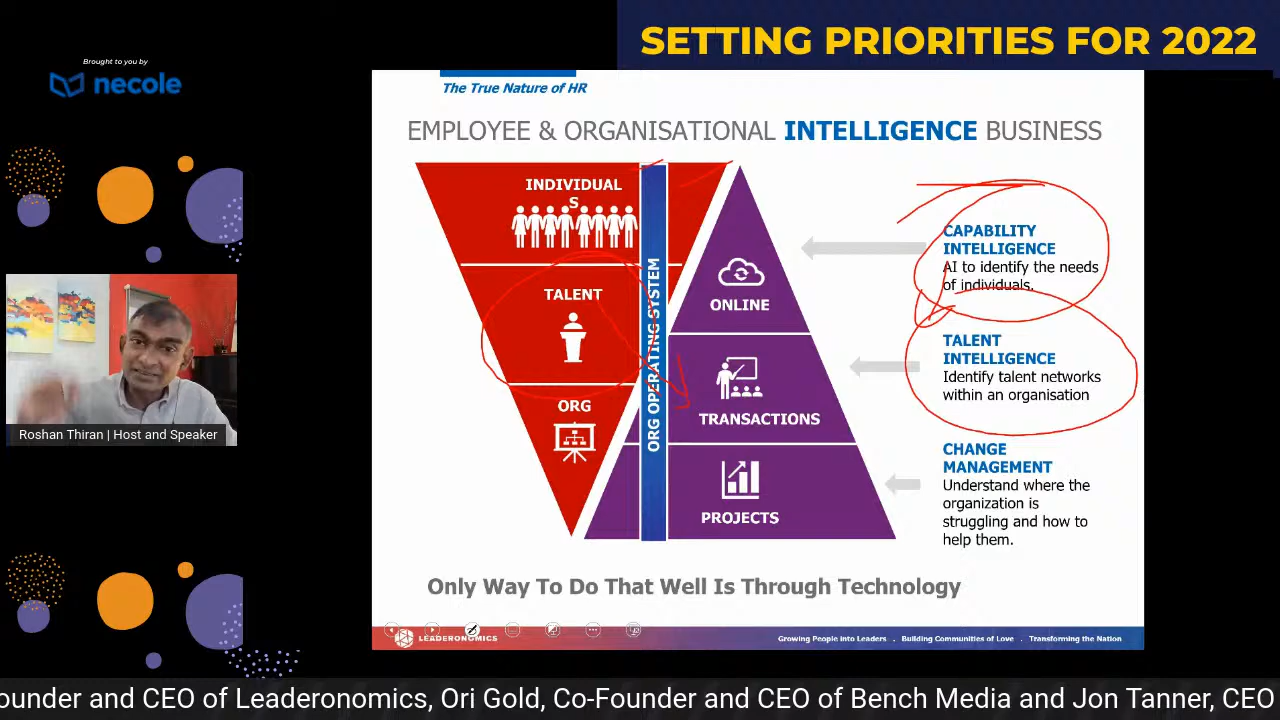 SETTING PRIORITIES FOR 2022
Brought to you by
necole
The True Nature of HR
EMPLOYEE & ORGANISATIONAL INTELLIGENCE BUSINESS
INDIVIDUAL
S
TALENT
ORG
ORG OPERATING SYSTEM
ONLINE
TRANSACTIONS
PROJECTS
CAPABILITY
INTELLIGENCE
AI to identify the needs
of individuals.
TALENT
INTELLIGENCE
Identify talent networks
within an organisation
CHANGE
MANAGEMENT
Understand where the
organization is
struggling and how to
help them.
Only Way To Do That Well Is Through Technology
LEADERONOMICS
Growing People into Leaders . Building Communities of Love . Transforming the Nation
Roshan Thiran | Host and Speaker
ounder and CEO of Leaderonomics, Ori Gold, Co-Founder and CEO of Bench Media and Jon Tanner, CEO